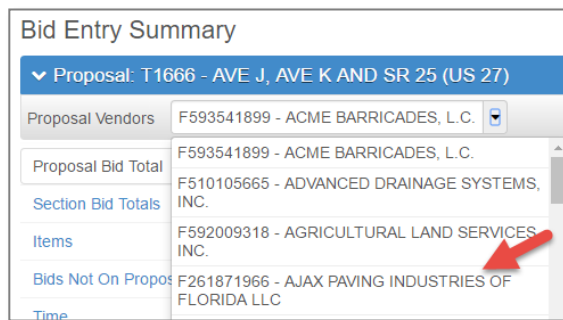 Bid Entry Summary
Proposal: T1666 - AVE J, AVE K AND SR 25 (US 27)
Proposal Vendors F593541899 - ACME BARRICADES, L.C.
Proposal Bid Total
Section Bid Totals
Items
Bids Not On Propos
Time
F593541899 - ACME BARRICADES, L.C.
F510105665 - ADVANCED DRAINAGE SYSTEMS,
INC.
F592009318 - AGRICULTURAL LAND SERVICES,
INC.
F261871966 - AJAX PAVING INDUSTRIES OF
FLORIDA LLC